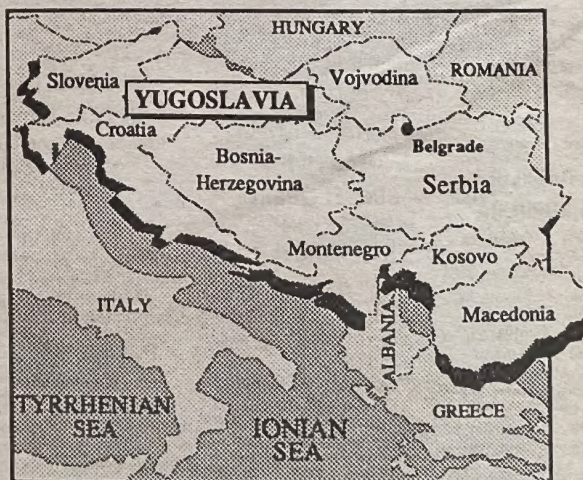 HUNGARY
Slovenia
Vojvodina
ROMANIA
YUGOSLAVIA
Croatia
Belgrade
Bosnia-
Herzegovina
Serbia
Montenegro
Kosovo
ITALY
ALBANIA
Macedonia
TYRRHENIAN
SEA
IONIAN
SEA
GREECE